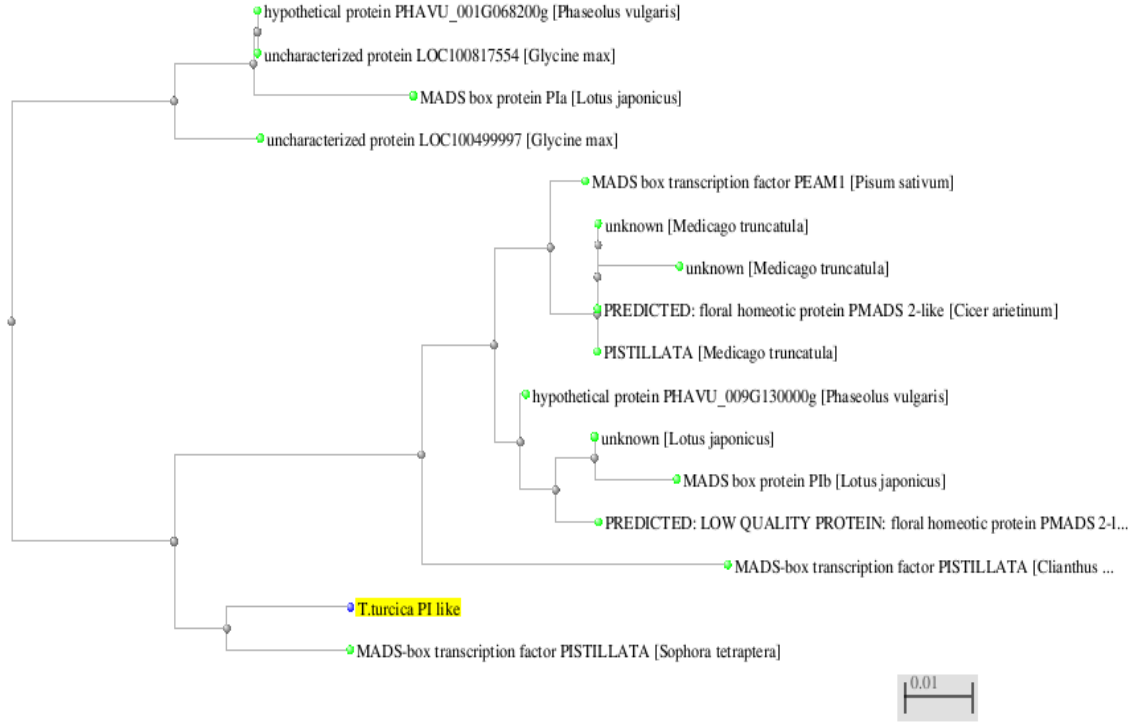 hypothetical protein PHAVU_001G068200g [Phaseolus vulgaris]
uncharacterized protein LOC100817554 [Glycine max]
MADS box protein PIa [Lotus japonicus]
uncharacterized protein LOC100499997 [Glycine max]
MADS box transcription factor PEAM1 [Pisum sativum]
unknown [Medicago truncatula]
unknown [Medicago truncatula]
PREDICTED: floral homeotic protein PMADS 2-like [Cicer arietinum]
PISTILLATA [Medicago truncatula]
hypothetical protein PHAVU_009G130000g [Phaseolus vulgaris]
unknown [Lotus japonicus]
MADS box protein PIb [Lotus japonicus]
PREDICTED: LOW QUALITY PROTEIN: floral homeotic protein PMADS 2-l...
MADS-box transcription factor PISTILLATA [Clianthus ...
T.turcica PI like
MADS-box transcription factor PISTILLATA [Sophora tetraptera]
0.01